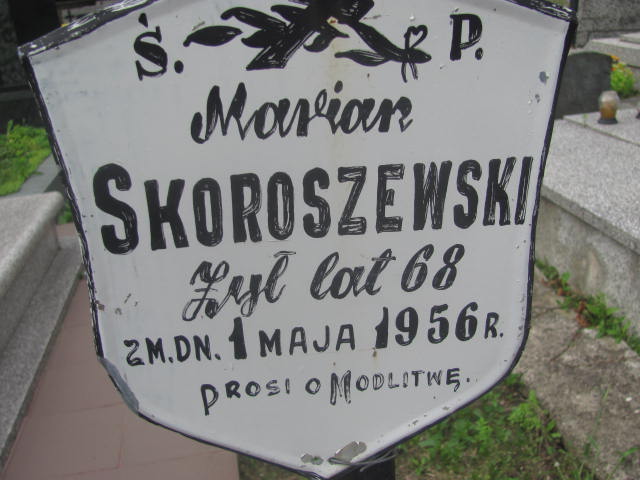 Ś. P.
Marian
SKOROSZEWSKI
Żył lat 68
ZM. DN. 1 MAJA 1956 R.
PROSI O MODLITWĘ.